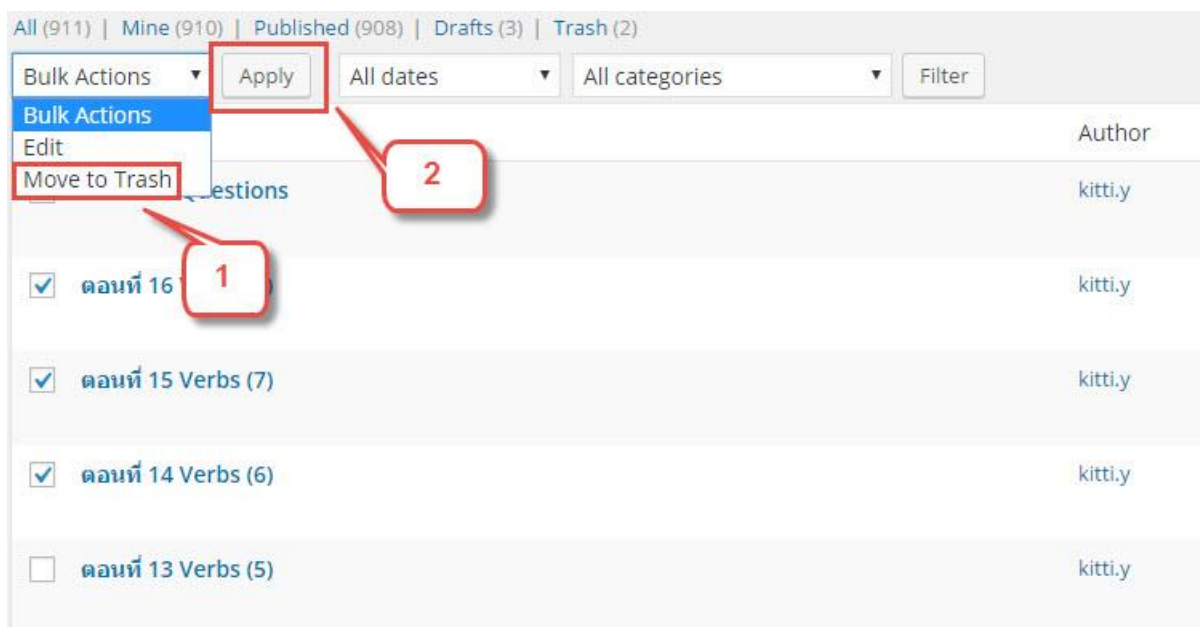 All (911) | Mine (910) | Published (908) | Drafts (3) | Trash (2)
Bulk Actions Apply All dates All categories Filter
Bulk Actions
Edit
Author
Move to Trash
estions kitti.y
2
ตอนที่ 16 kitti.y
1
ตอนที่ 15 Verbs (7) kitti.y
ตอนที่ 14 Verbs (6) kitti.y
ตอนที่ 13 Verbs (5) kitti.y